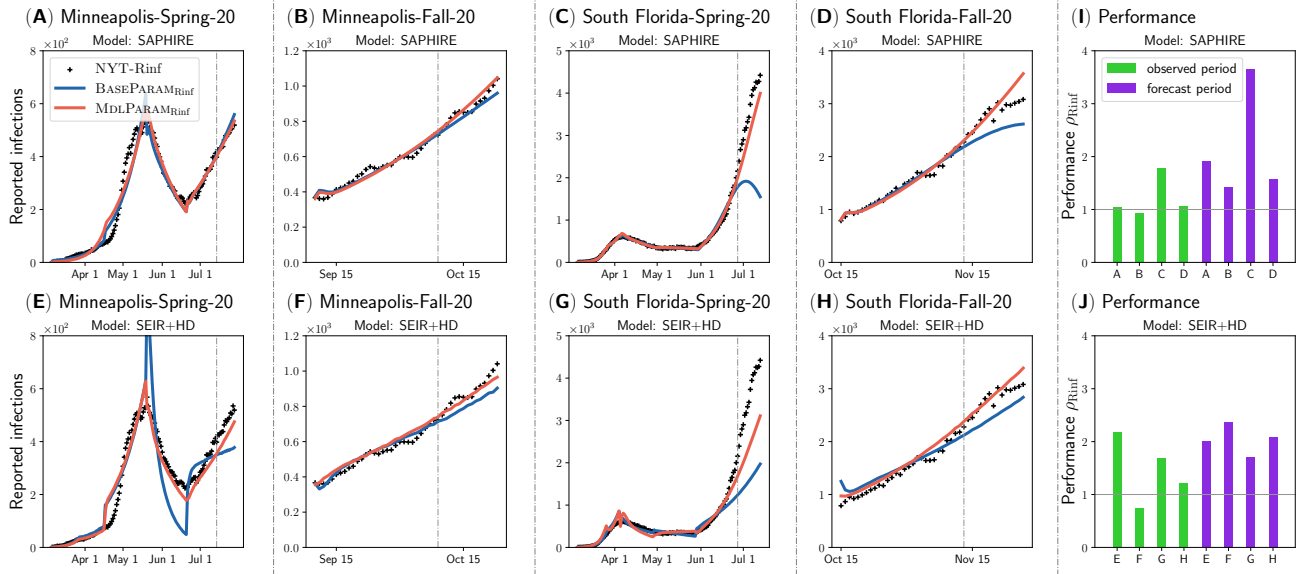 (A) Minneapolis-Spring-20
Model: SAPHIRE
×10²
Reported infections
8
6
4
2
0
Apr 1 May 1 Jun 1 Jul 1
NYT-Rinf
BASEPARAM_Rinf
MDLPARAM_Rinf
(B) Minneapolis-Fall-20
Model: SAPHIRE
×10³
1.2
1.0
0.8
0.6
0.4
0.2
0.0
Sep 15 Oct 15
(C) South Florida-Spring-20
Model: SAPHIRE
×10³
5
4
3
2
1
0
Apr 1 May 1 Jun 1 Jul 1
(D) South Florida-Fall-20
Model: SAPHIRE
×10³
4
3
2
1
0
Oct 15 Nov 15
(I) Performance
Model: SAPHIRE
Performance ρ_Rinf
4
3
2
1
0
observed period
forecast period
A B C D A B C D
(E) Minneapolis-Spring-20
Model: SEIR+HD
×10²
Reported infections
8
6
4
2
0
Apr 1 May 1 Jun 1 Jul 1
(F) Minneapolis-Fall-20
Model: SEIR+HD
×10³
1.2
1.0
0.8
0.6
0.4
0.2
0.0
Sep 15 Oct 15
(G) South Florida-Spring-20
Model: SEIR+HD
×10³
5
4
3
2
1
0
Apr 1 May 1 Jun 1 Jul 1
(H) South Florida-Fall-20
Model: SEIR+HD
×10³
4
3
2
1
0
Oct 15 Nov 15
(J) Performance
Model: SEIR+HD
Performance ρ_Rinf
4
3
2
1
0
E F G H E F G H